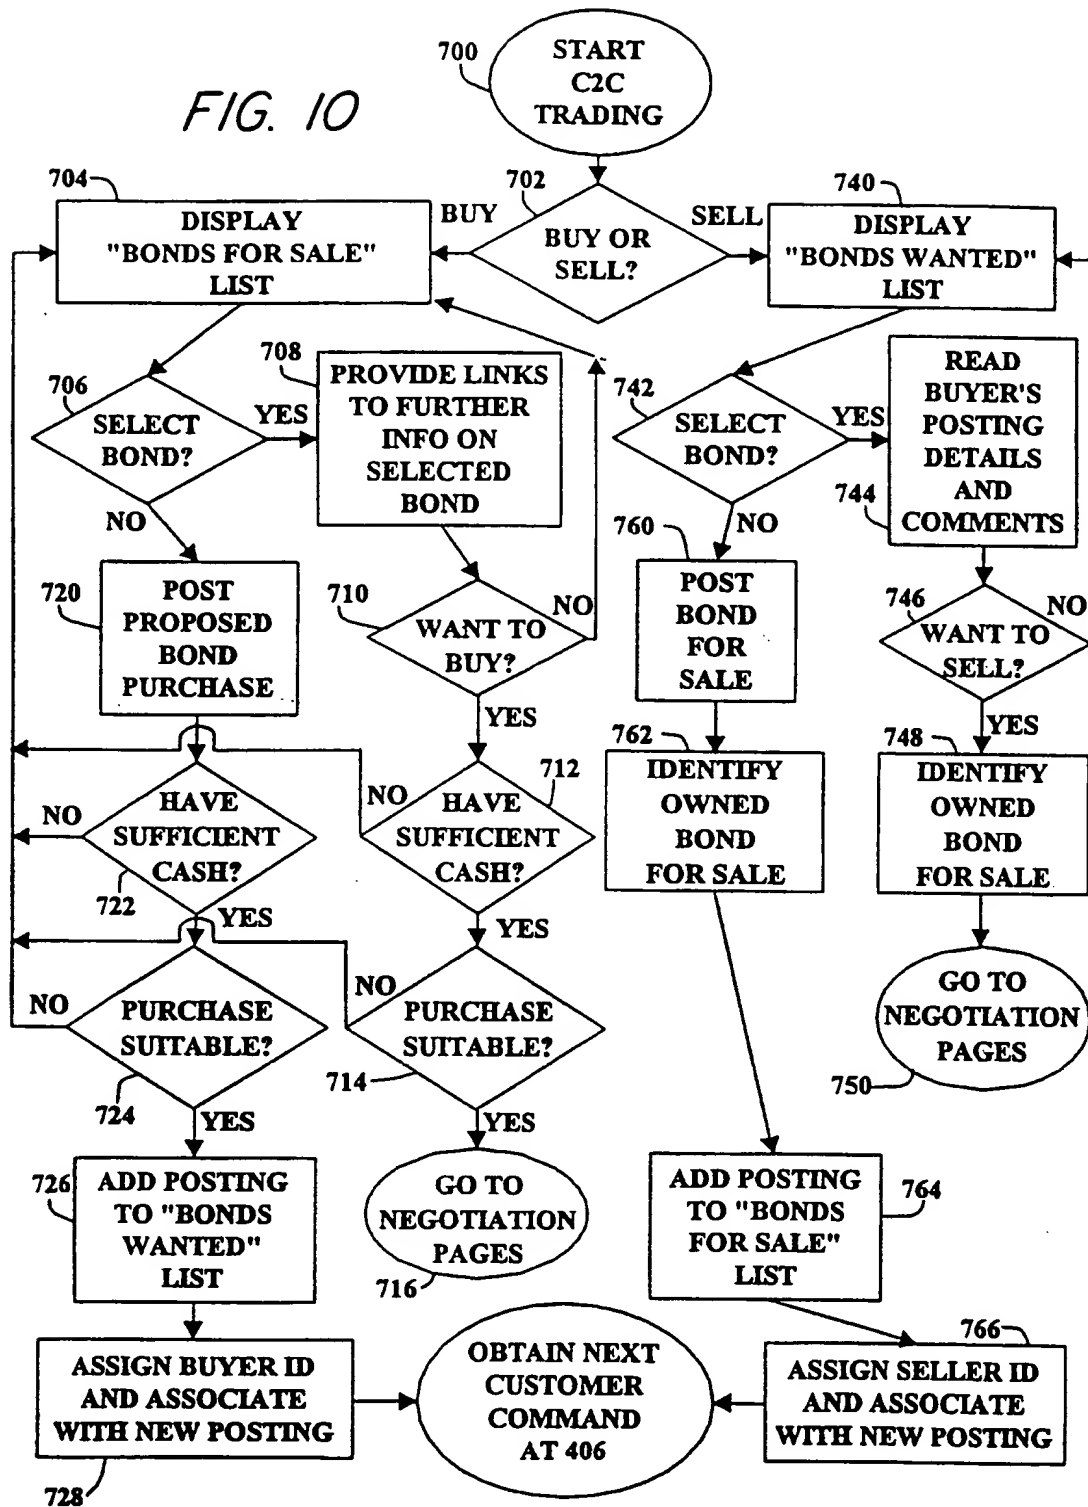 FIG. 10
700
START
C2C
TRADING
702
BUY OR
SELL?
BUY
SELL
704
DISPLAY
"BONDS FOR SALE"
LIST
740
DISPLAY
"BONDS WANTED"
LIST
706
SELECT
BOND?
YES
NO
708
PROVIDE LINKS
TO FURTHER
INFO ON
SELECTED
BOND
742
SELECT
BOND?
YES
NO
READ
BUYER'S
POSTING
DETAILS
AND
COMMENTS
744
720
POST
PROPOSED
BOND
PURCHASE
710
WANT TO
BUY?
NO
YES
760
POST
BOND
FOR
SALE
746
WANT TO
SELL?
NO
YES
HAVE
SUFFICIENT
CASH?
NO
722
YES
712
HAVE
SUFFICIENT
CASH?
NO
YES
762
IDENTIFY
OWNED
BOND
FOR SALE
748
IDENTIFY
OWNED
BOND
FOR SALE
PURCHASE
SUITABLE?
NO
724
YES
PURCHASE
SUITABLE?
NO
714
YES
GO TO
NEGOTIATION
PAGES
750
726
ADD POSTING
TO "BONDS
WANTED"
LIST
GO TO
NEGOTIATION
PAGES
716
ADD POSTING
TO "BONDS
FOR SALE"
LIST
764
ASSIGN BUYER ID
AND ASSOCIATE
WITH NEW POSTING
728
OBTAIN NEXT
CUSTOMER
COMMAND
AT 406
766
ASSIGN SELLER ID
AND ASSOCIATE
WITH NEW POSTING